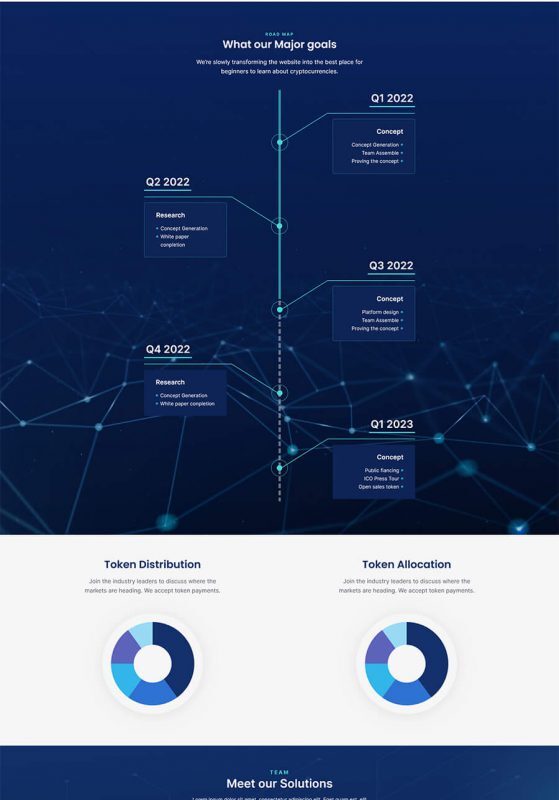 ROAD MAP
What our Major goals
We're slowly transforming the website into the best place for
beginners to learn about cryptocurrencies.
Q1 2022
Concept
Concept Generation
Team Assemble
Proving the concept
Q2 2022
Research
Concept Generation
White paper
conpletion
Q3 2022
Concept
Platform design
Team Assemble
Proving the concept
Q4 2022
Research
Concept Generation
White paper conpletion
Q1 2023
Concept
Public fiancing
ICO Press Tour
Open sales token
Token Distribution
Join the industry leaders to discuss where the
markets are heading. We accept token payments.
Token Allocation
Join the industry leaders to discuss where the
markets are heading. We accept token payments.
TEAM
Meet our Solutions